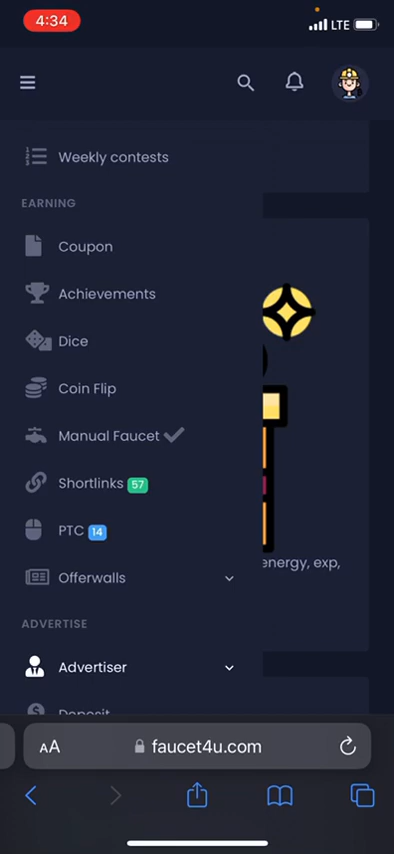 4:34
LTE
Weekly contests
EARNING
Coupon
Achievements
Dice
Coin Flip
Manual Faucet
Shortlinks 57
PTC 14
Offerwalls
energy, exp,
ADVERTISE
Advertiser
Deposit
AA
faucet4u.com